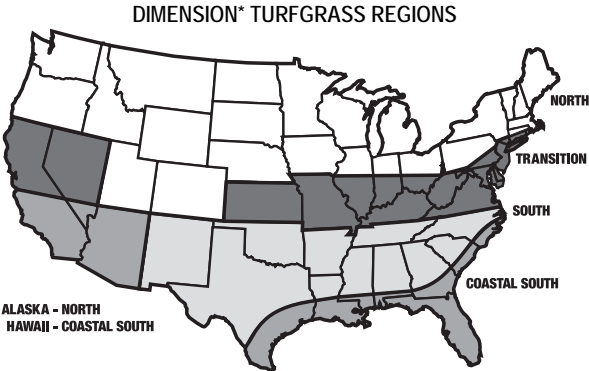 DIMENSION* TURFGRASS REGIONS
NORTH
TRANSITION
SOUTH
COASTAL SOUTH
ALASKA - NORTH
HAWAII - COASTAL SOUTH